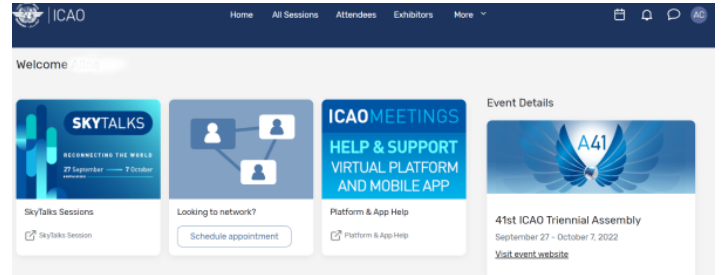 ICAO
Home All Sessions Attendees Exhibitors More AC
Welcome
SKYTALKS
RECONNECTING THE WORLD
27 September 7 October
SkyTalks Sessions
SkyTalks Session
Looking to network?
Schedule appointment
ICAOMEETINGS
HELP & SUPPORT
VIRTUAL PLATFORM
AND MOBILE APP
Platform & App Help
Platform & App Help
Event Details
A41
41st ICAO Triennial Assembly
September 27 - October 7, 2022
Visit event website